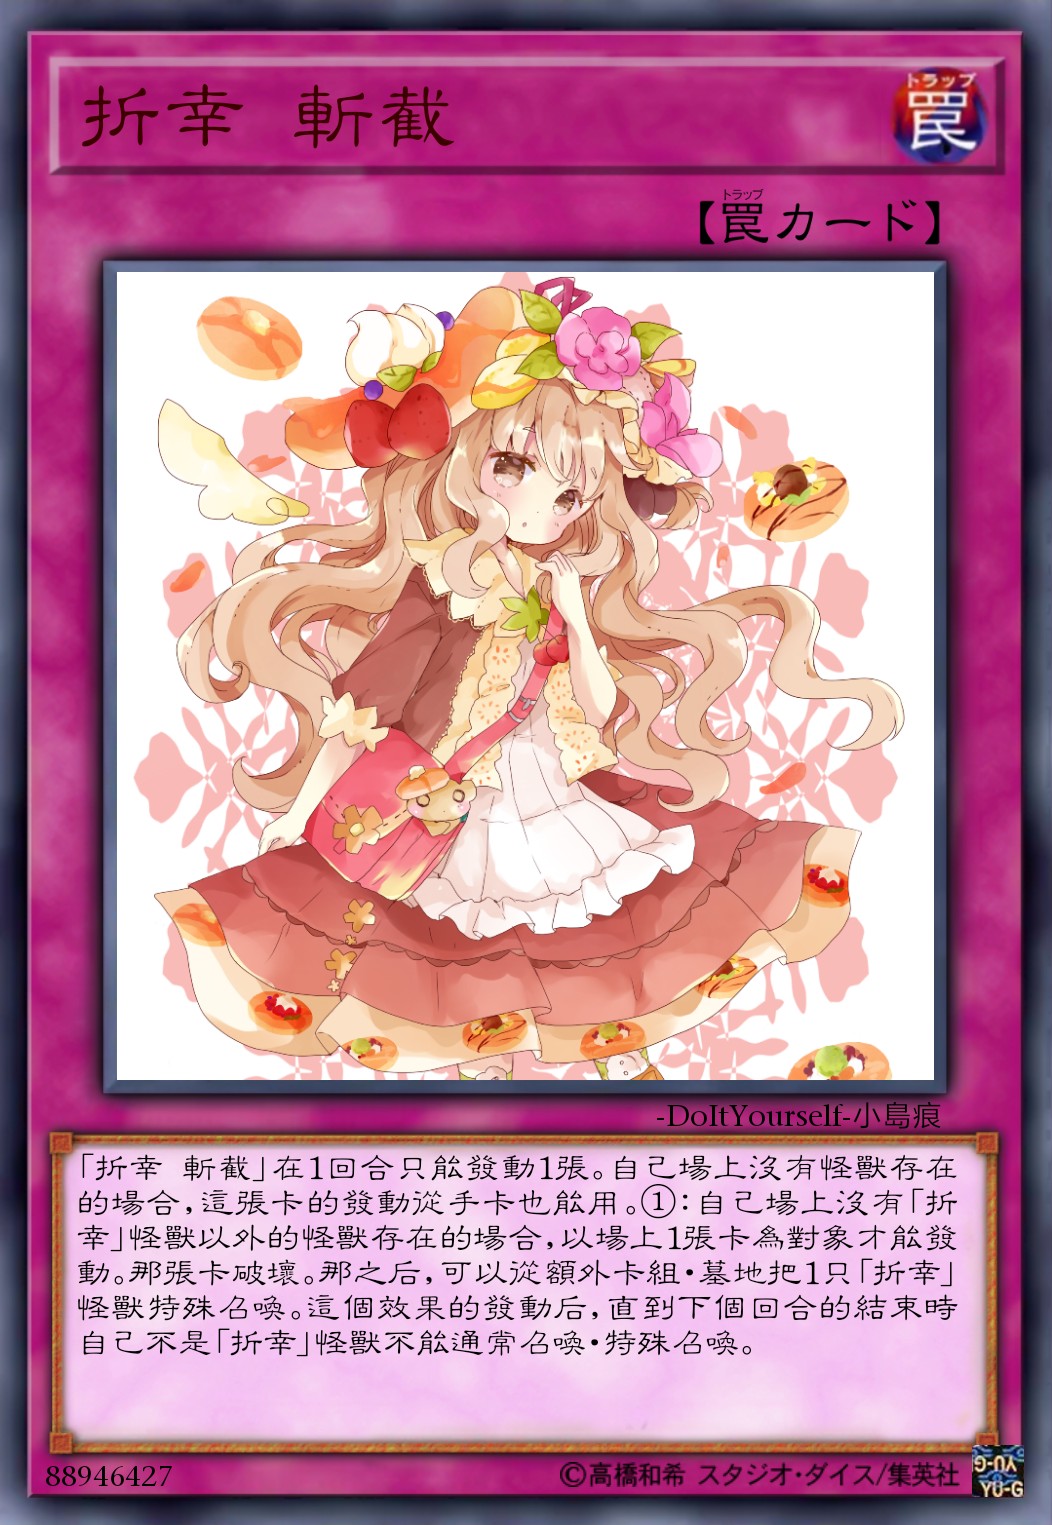 折幸 斬截
トラップ
罠
トラップ
【罠カード】
-DoItYourself-小島痕
「折幸 斬截」在1回合只能發動1張。自己場上沒有怪獸存在
的場合,這張卡的發動從手卡也能用。①:自己場上沒有「折
幸」怪獸以外的怪獸存在的場合,以場上1張卡為對象才能發
動。那張卡破壞。那之后,可以從額外卡組・墓地把1只「折幸」
怪獸特殊召喚。這個效果的發動后,直到下個回合的結束時
自己不是「折幸」怪獸不能通常召喚・特殊召喚。
88946427
©高橋和希 スタジオ・ダイス/集英社
YU-G
YU-G